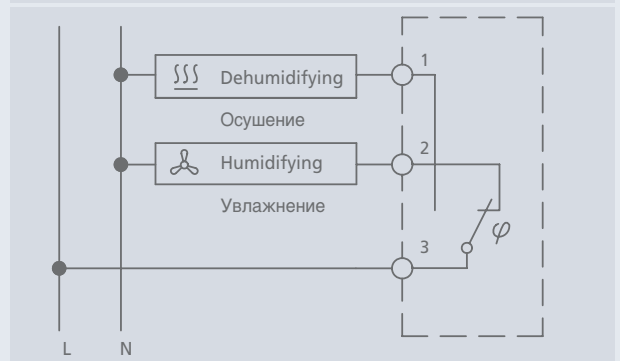 1
Dehumidifying
Осушение
2
Humidifying
Увлажнение
φ
3
L N